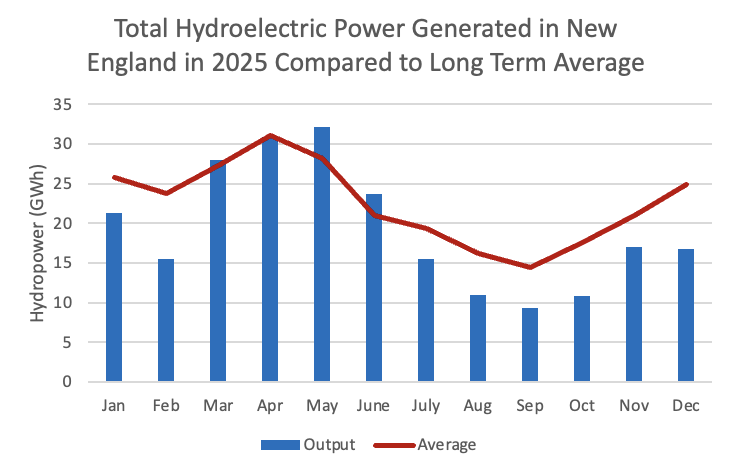 Total Hydroelectric Power Generated in New
England in 2025 Compared to Long Term Average
Hydropower (GWh)
35
30
25
20
15
10
5
0
Jan Feb Mar Apr May June July Aug Sep Oct Nov Dec
Output Average